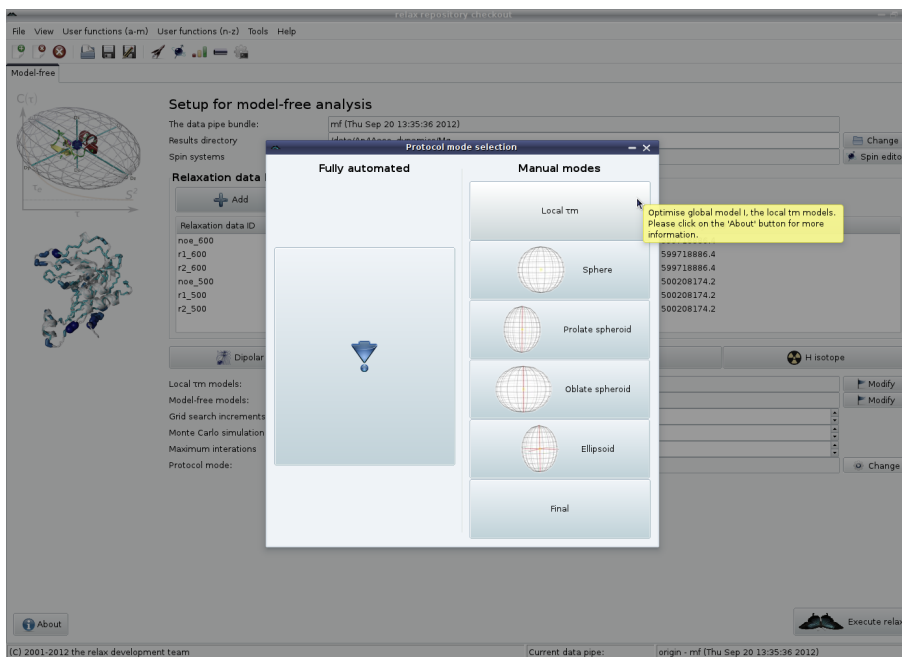 relax repository checkout
File View User functions (a-m) User functions (n-z) Tools Help
Model-free
C(τ)
S²
τ
Setup for model-free analysis
The data pipe bundle: mf (Thu Sep 20 13:35:36 2012)
Results directory
Change
Spin systems
Spin edito
Relaxation data
Add
Relaxation data ID
noe_600
r1_600 599718886.4
r2_600 599718886.4
noe_500 500208174.2
r1_500 500208174.2
r2_500 500208174.2
Dipolar
H isotope
Local τm models:
Modify
Model-free models:
Modify
Grid search increments
Monte Carlo simulation
Maximum interations
Protocol mode:
Change
Protocol mode selection
Fully automated
Manual modes
Local τm
Sphere
Prolate spheroid
Oblate spheroid
Ellipsoid
Final
Optimise global model I, the local tm models.
Please click on the 'About' button for more
information.
About
Execute relax
(C) 2001-2012 the relax development team
Current data pipe:
origin - mf (Thu Sep 20 13:35:36 2012)